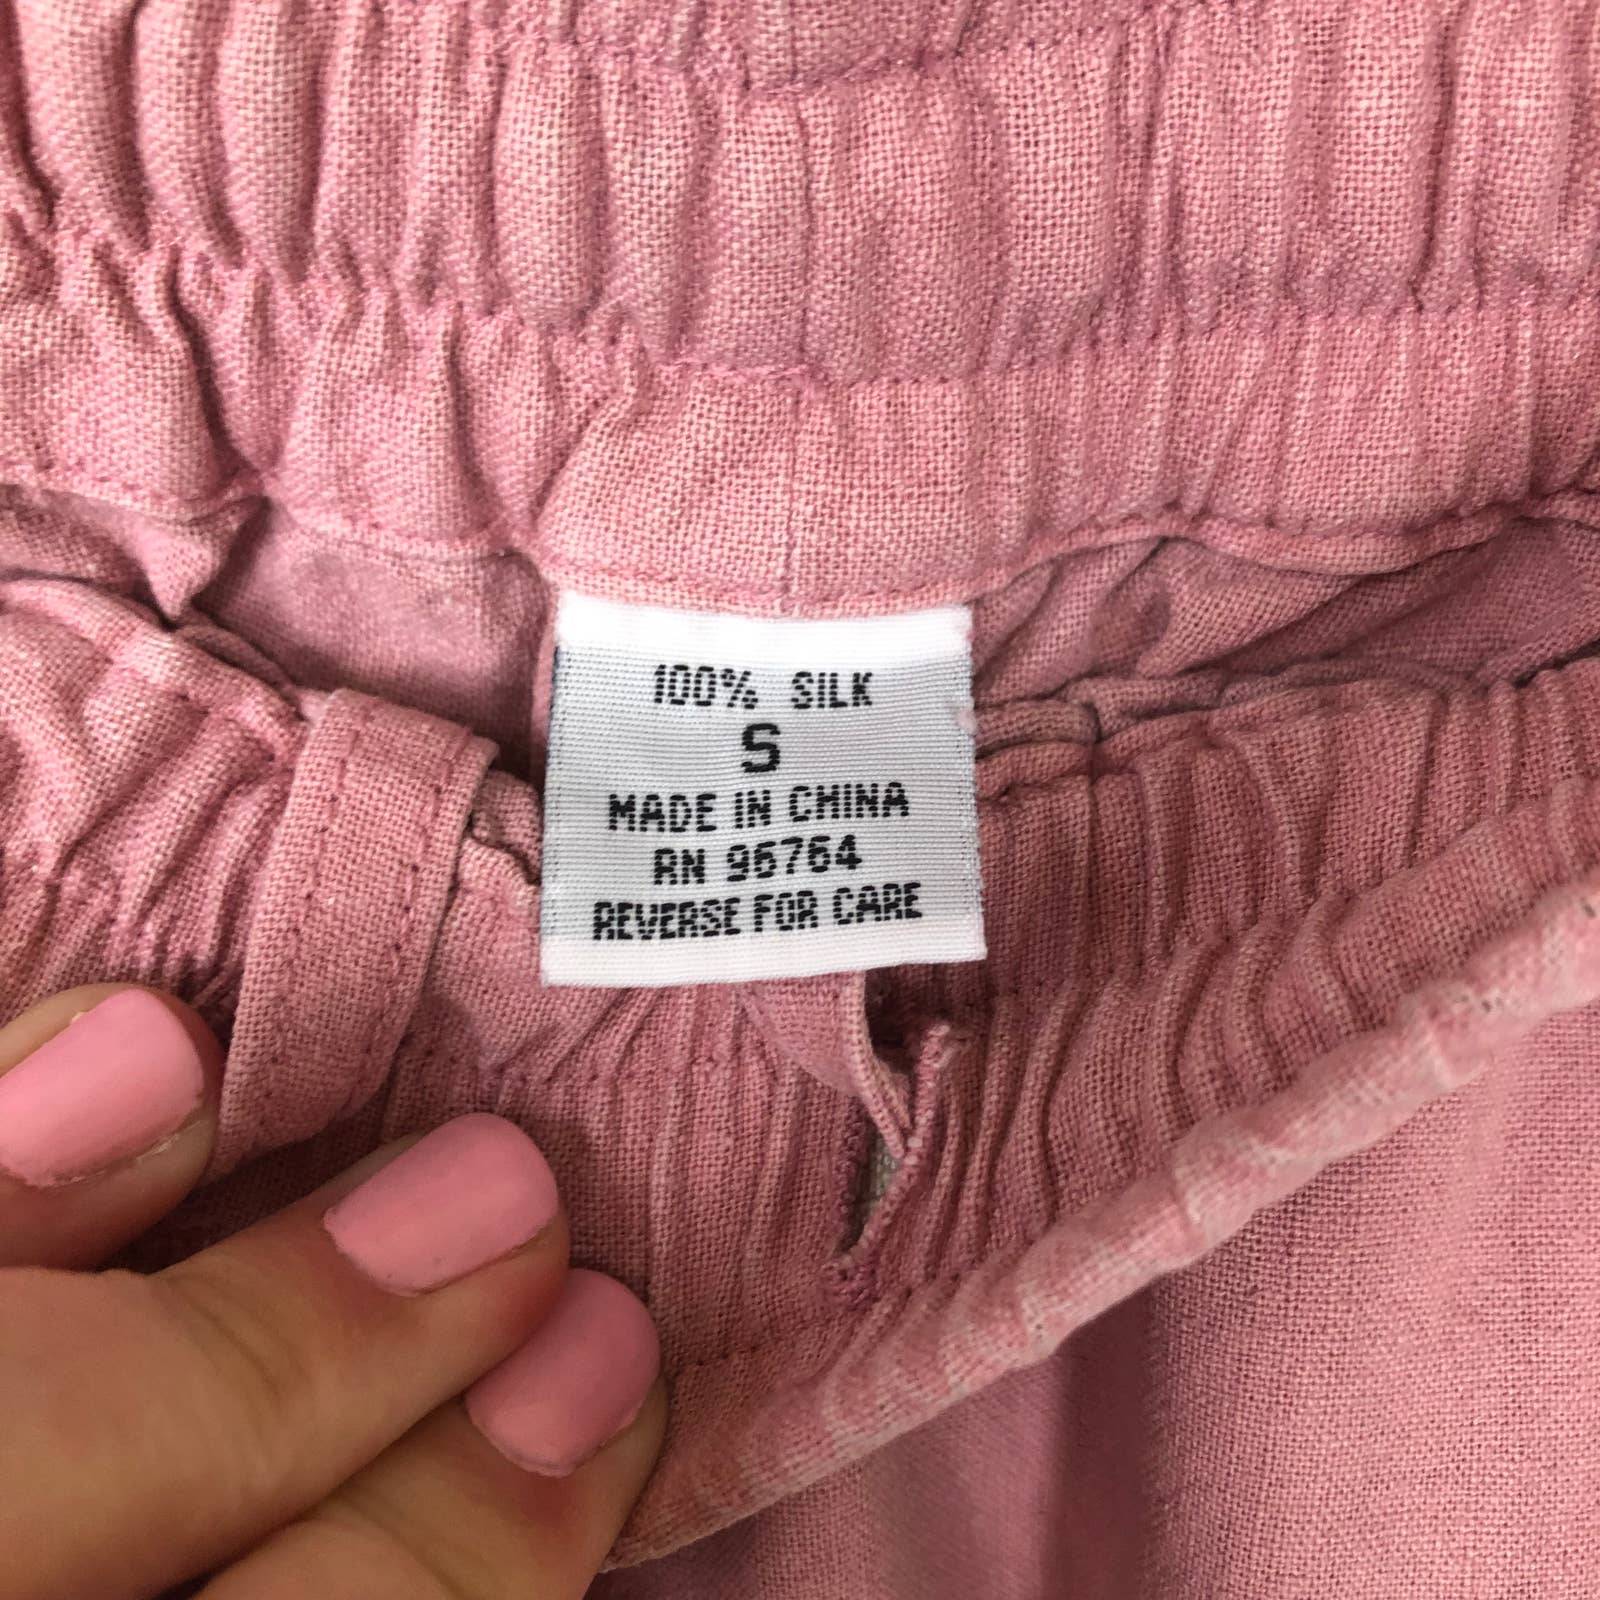 100% SILK
S
MADE IN CHINA
RN 96764
REVERSE FOR CARE